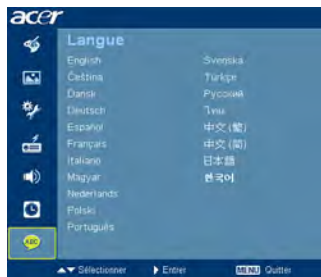 acer
Langue
English
Čeština
Dansk
Deutsch
Español
Français
Italiano
Magyar
Nederlands
Polski
Português
Svenska
Türkçe
Русский
ไทย
中文 (繁)
中文 (简)
日本語
한국어
ABC
▲▼ Sélectionner ▶ Entrer MENU Quitter